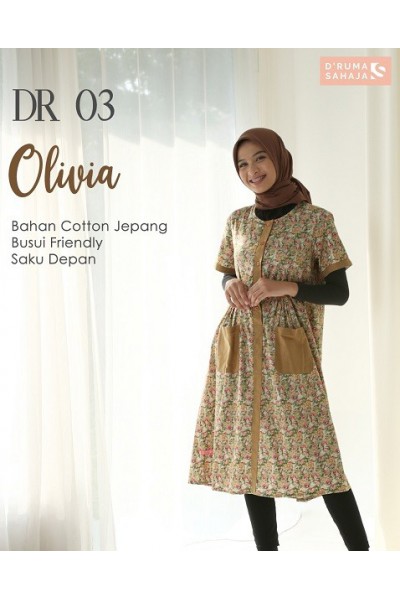 D'RUMA
SAHAJA
DR 03
Olivia
Bahan Cotton Jepang
Busui Friendly
Saku Depan